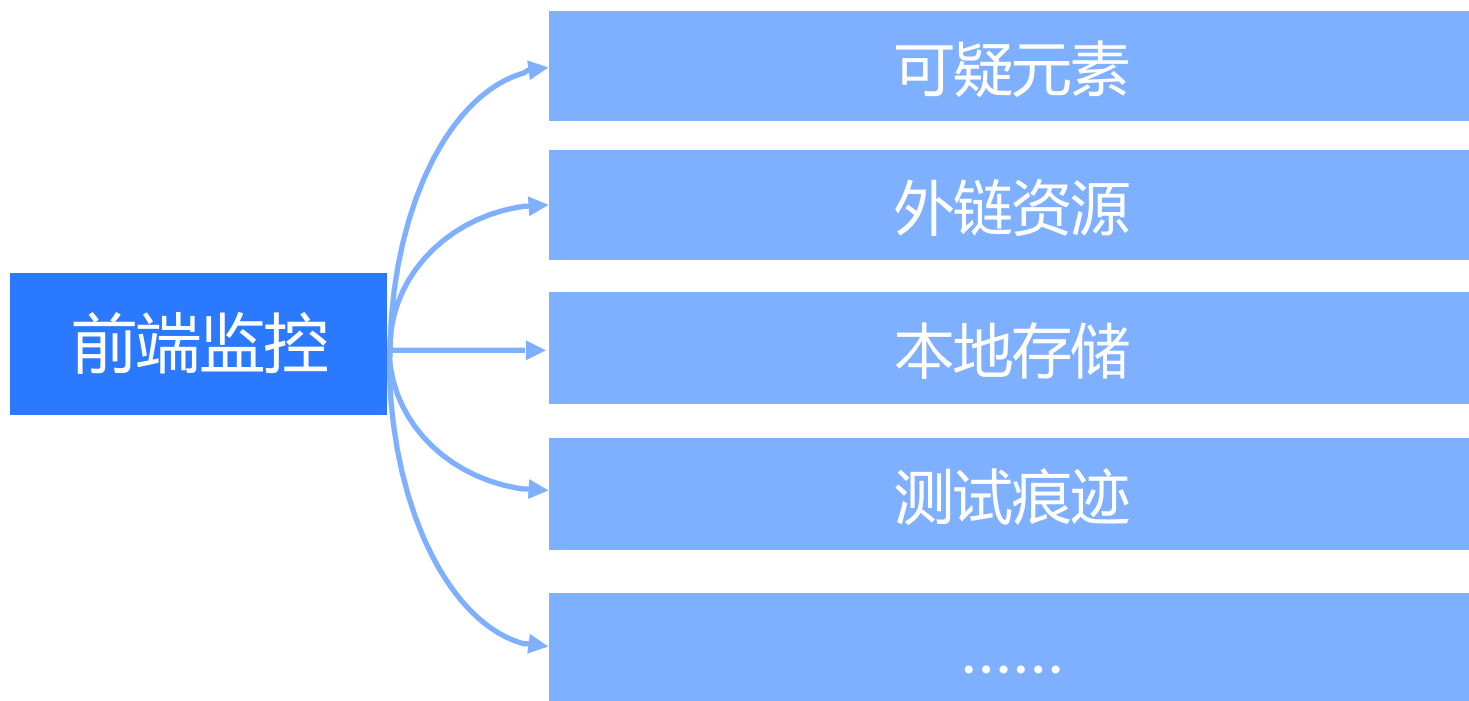 前端监控
可疑元素
外链资源
本地存储
测试痕迹
……